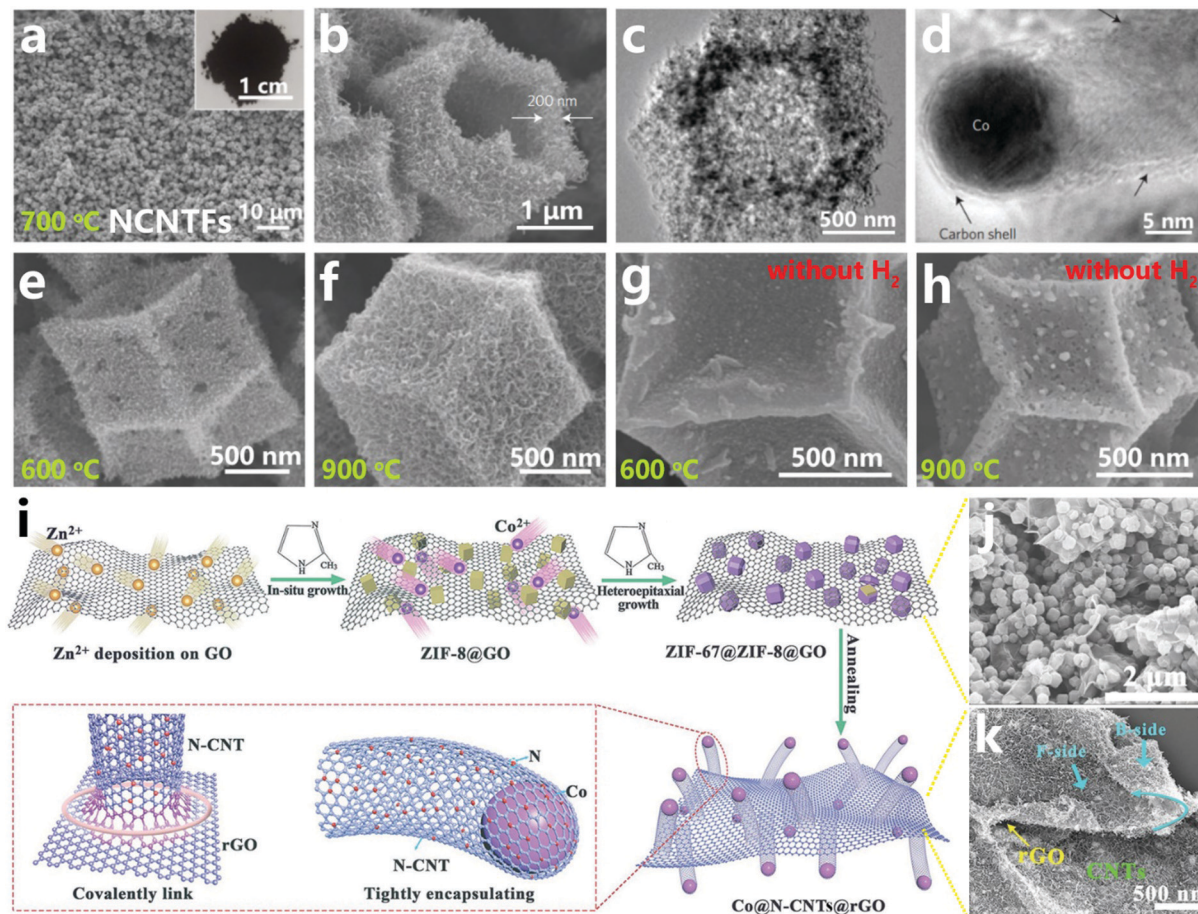 a
1 cm
700 °C NCNTFs
10 µm
b
200 nm
1 µm
c
500 nm
d
Co
Carbon shell
5 nm
e
600 °C
500 nm
f
900 °C
500 nm
g
without H2
600 °C
500 nm
h
without H2
900 °C
500 nm
i
Zn2+
N
N
H
CH3
In-situ growth
Co2+
N
N
H
CH3
Heteroepitaxial
growth
Zn2+ deposition on GO
ZIF-8@GO
ZIF-67@ZIF-8@GO
Annealing
N-CNT
rGO
Covalently link
N
Co
N-CNT
Tightly encapsulating
Co@N-CNTs@rGO
j
2 µm
k
B-side
F-side
rGO
CNTs
500 nm